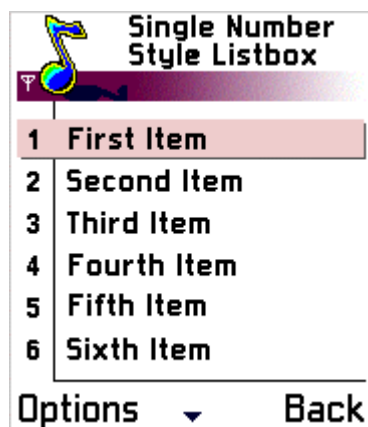 Single Number
Style Listbox
1 First Item
2 Second Item
3 Third Item
4 Fourth Item
5 Fifth Item
6 Sixth Item
Options Back